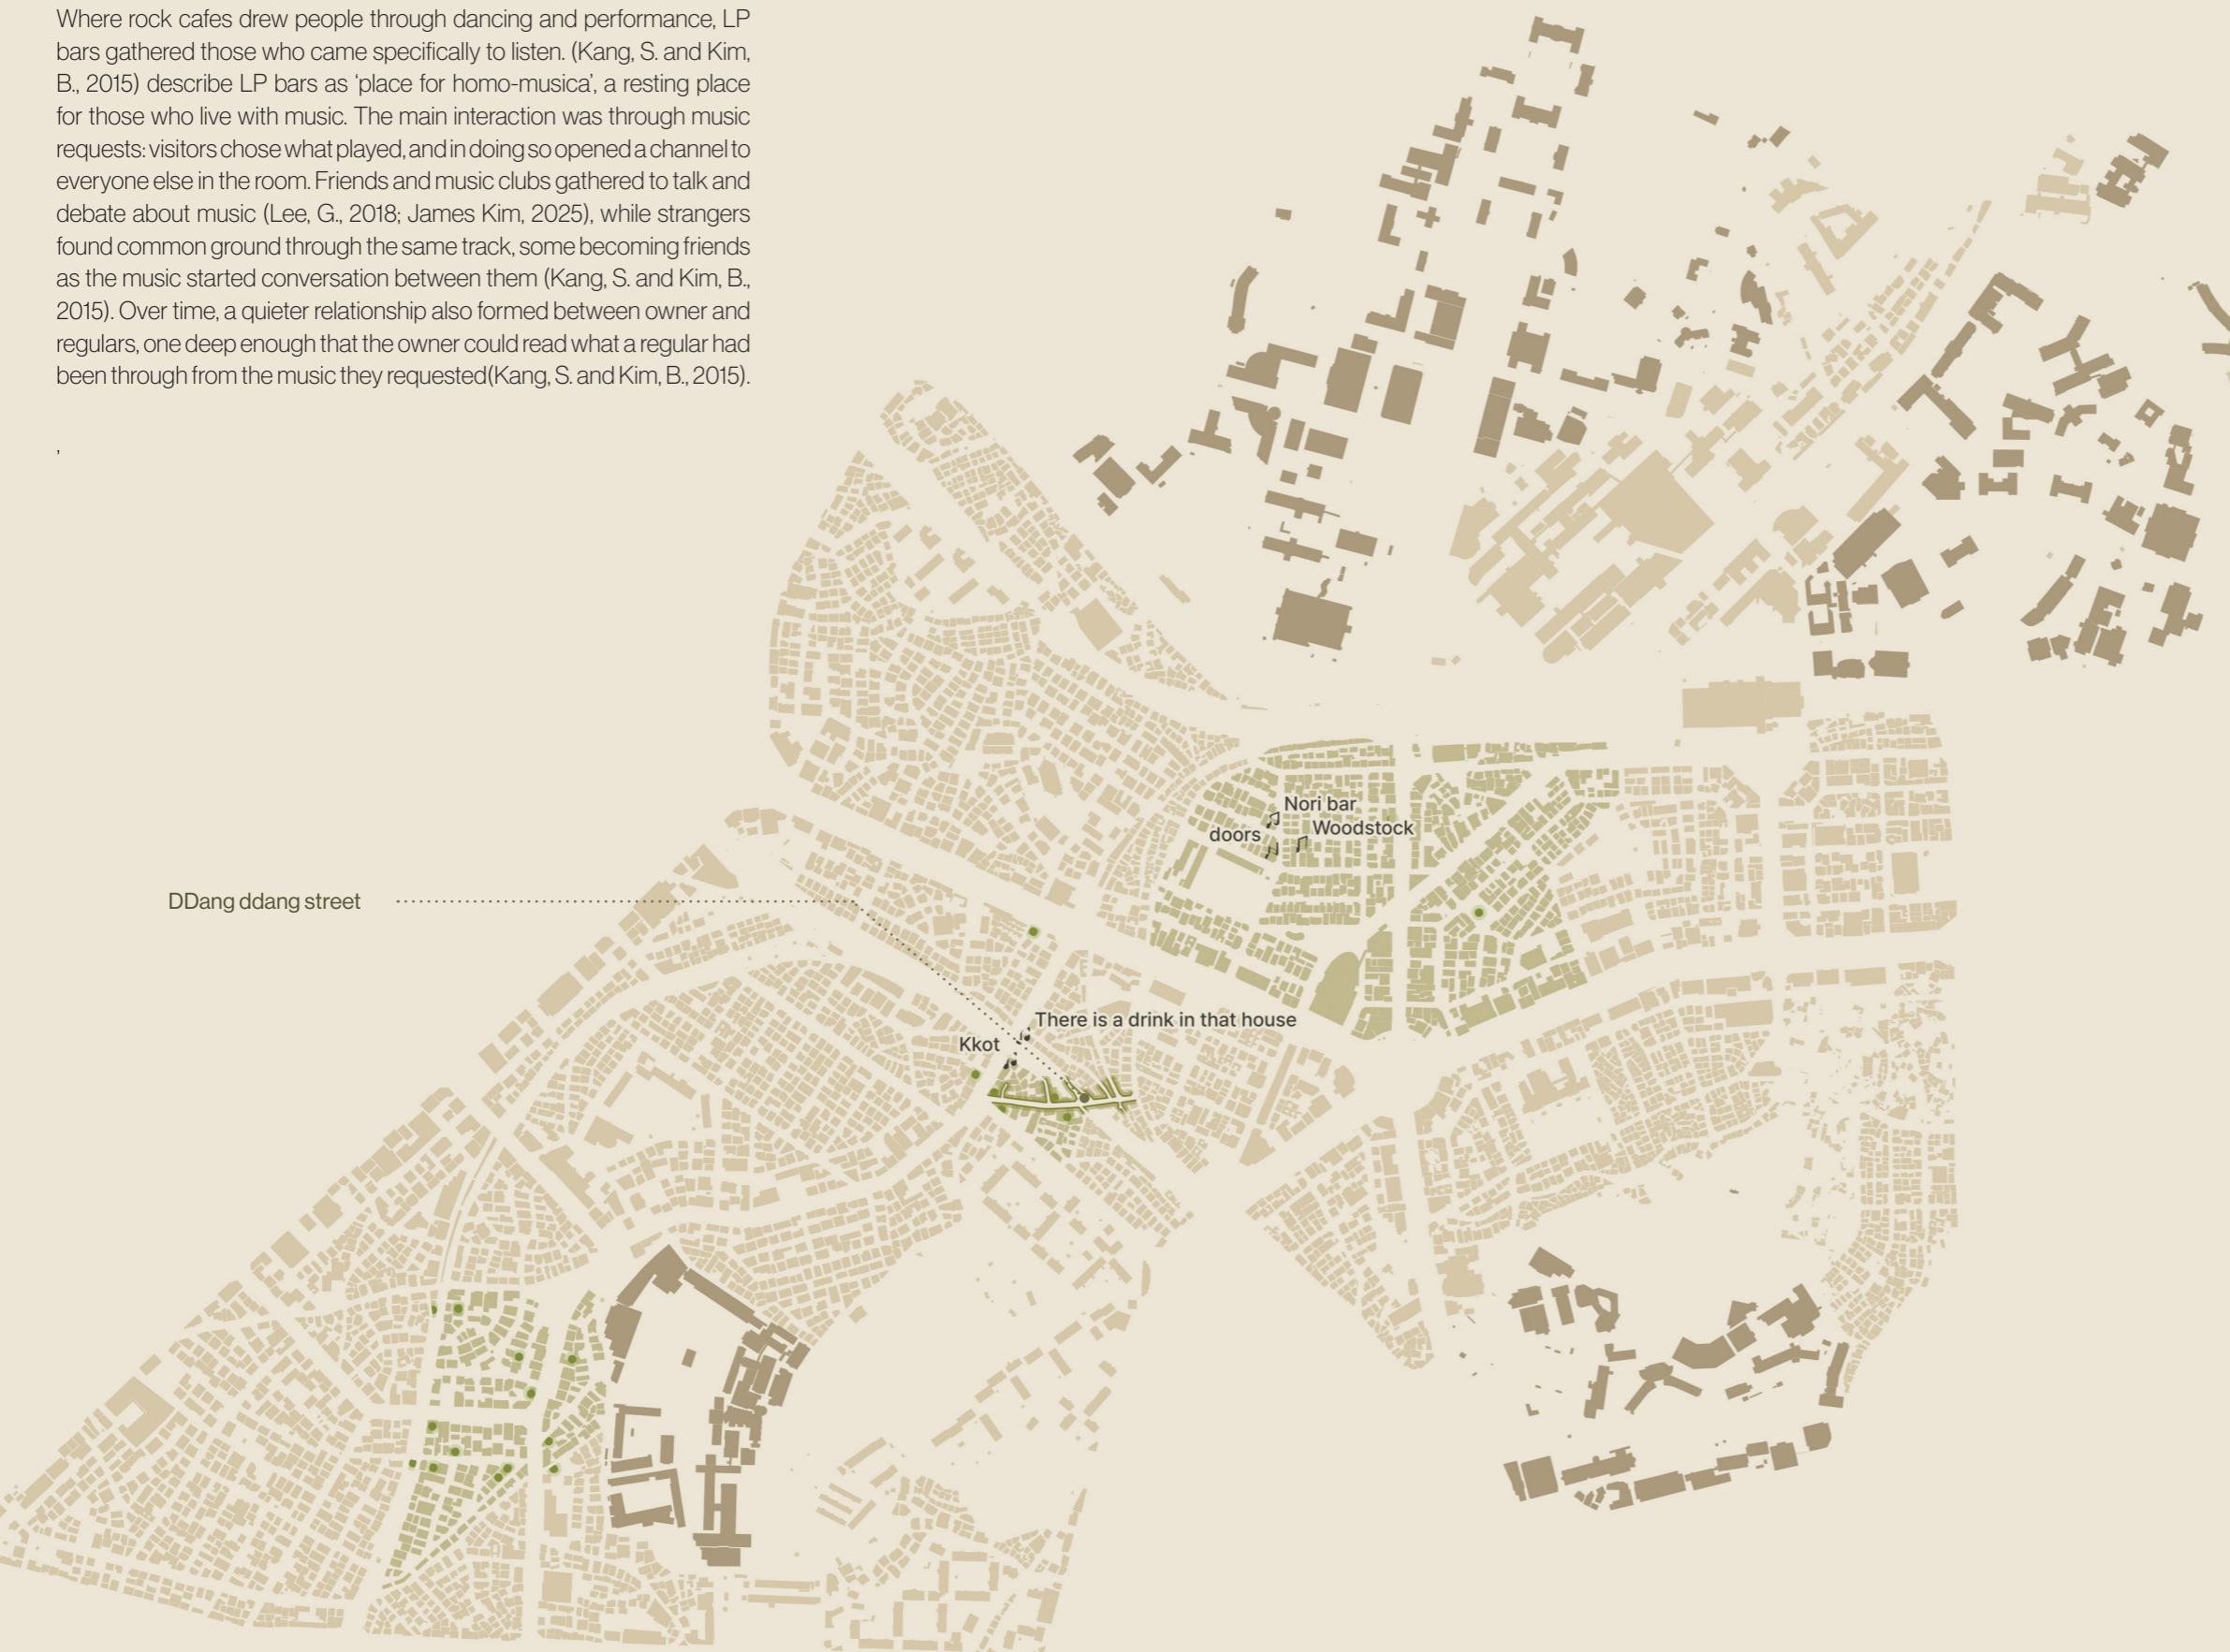 Where rock cafes drew people through dancing and performance, LP
bars gathered those who came specifically to listen. (Kang, S. and Kim,
B., 2015) describe LP bars as ‘place for homo-musica’, a resting place
for those who live with music. The main interaction was through music
requests: visitors chose what played, and in doing so opened a channel to
everyone else in the room. Friends and music clubs gathered to talk and
debate about music (Lee, G., 2018; James Kim, 2025), while strangers
found common ground through the same track, some becoming friends
as the music started conversation between them (Kang, S. and Kim, B.,
2015). Over time, a quieter relationship also formed between owner and
regulars, one deep enough that the owner could read what a regular had
been through from the music they requested(Kang, S. and Kim, B., 2015).
,
Nori bar
doors
Woodstock
DDang ddang street
There is a drink in that house
Kkot